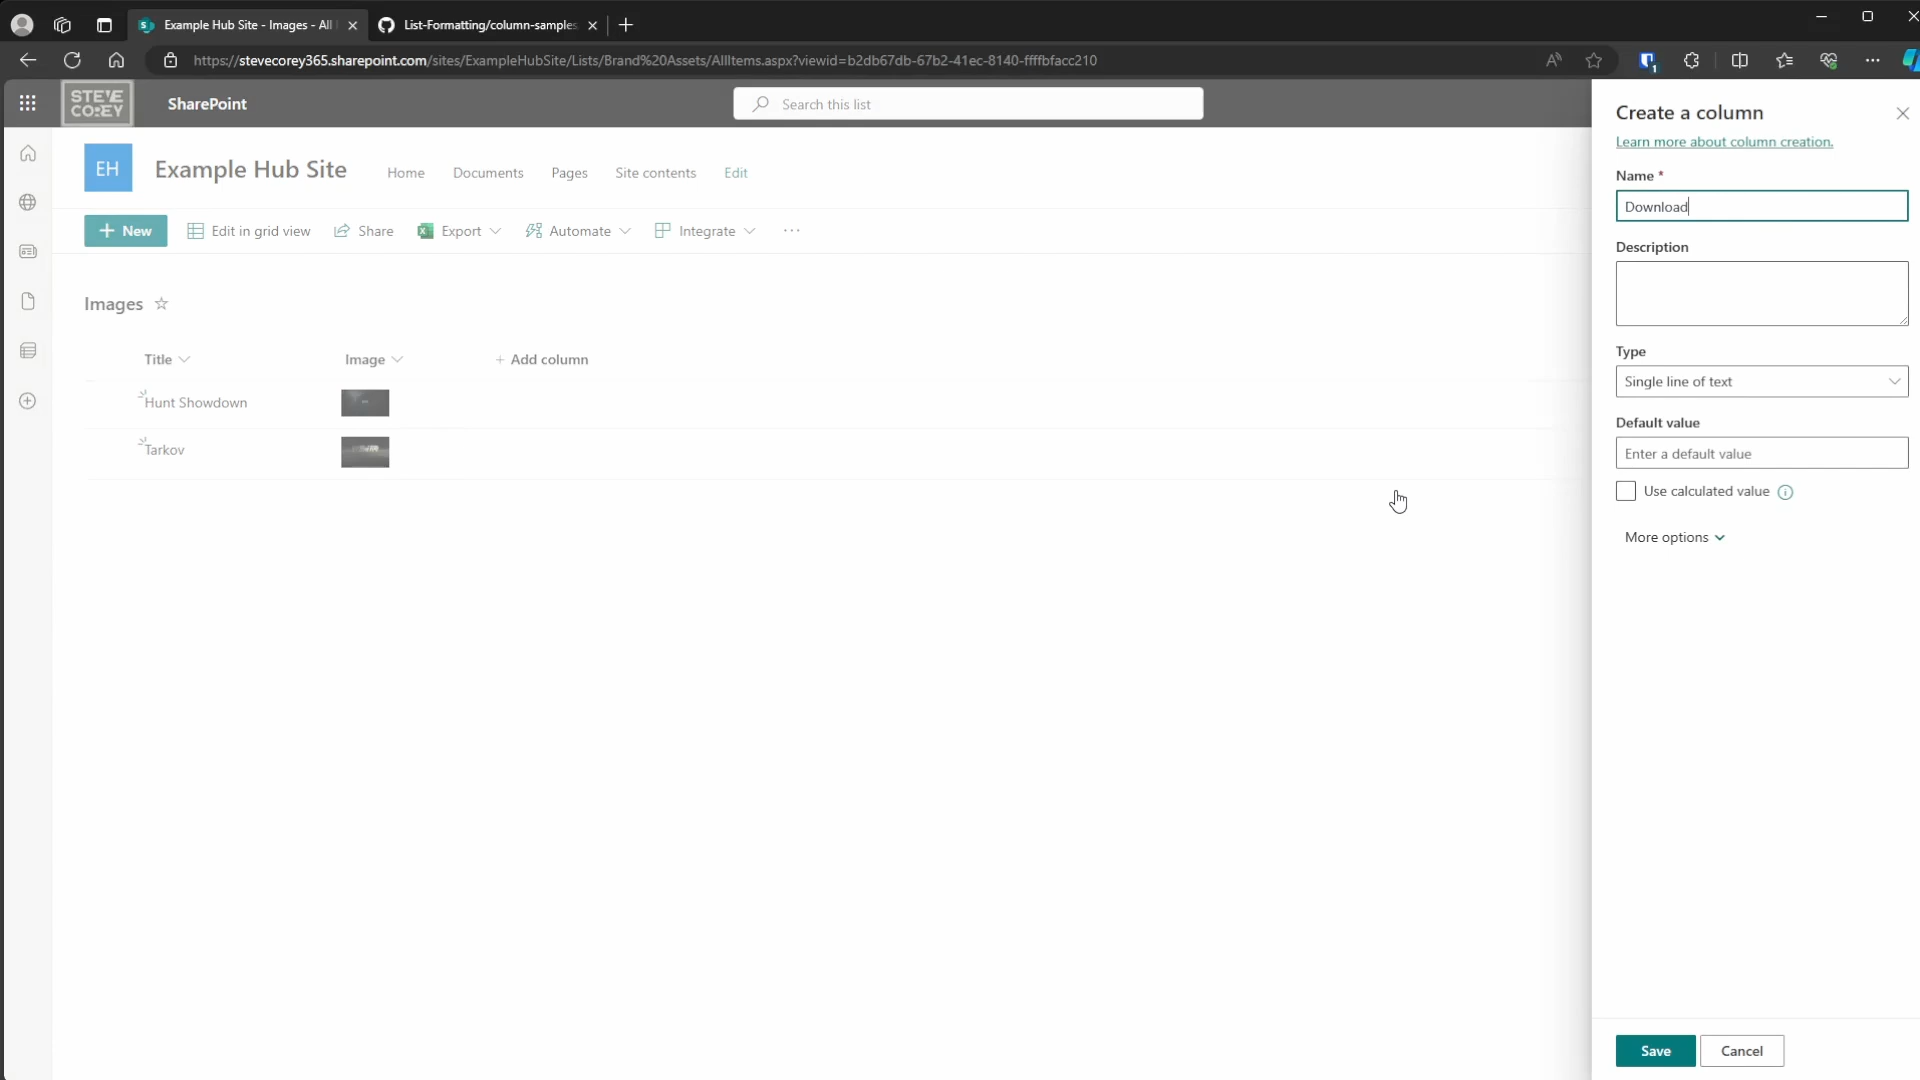 Example Hub Site - Images - All
List-Formatting/column-samples
https://stevecorey365.sharepoint.com/sites/ExampleHubSite/Lists/Brand%20Assets/AllItems.aspx?viewid=b2db67db-67b2-41ec-8140-ffffbfacc210
1
STEVE COREY
SharePoint
Search this list
EH
Example Hub Site
Home
Documents
Pages
Site contents
Edit
New
Edit in grid view
Share
Export
Automate
Integrate
Images
Title
Image
+ Add column
Hunt Showdown
Tarkov
Create a column
Learn more about column creation.
Name *
Download
Description
Type
Single line of text
Default value
Enter a default value
Use calculated value
More options
Save
Cancel